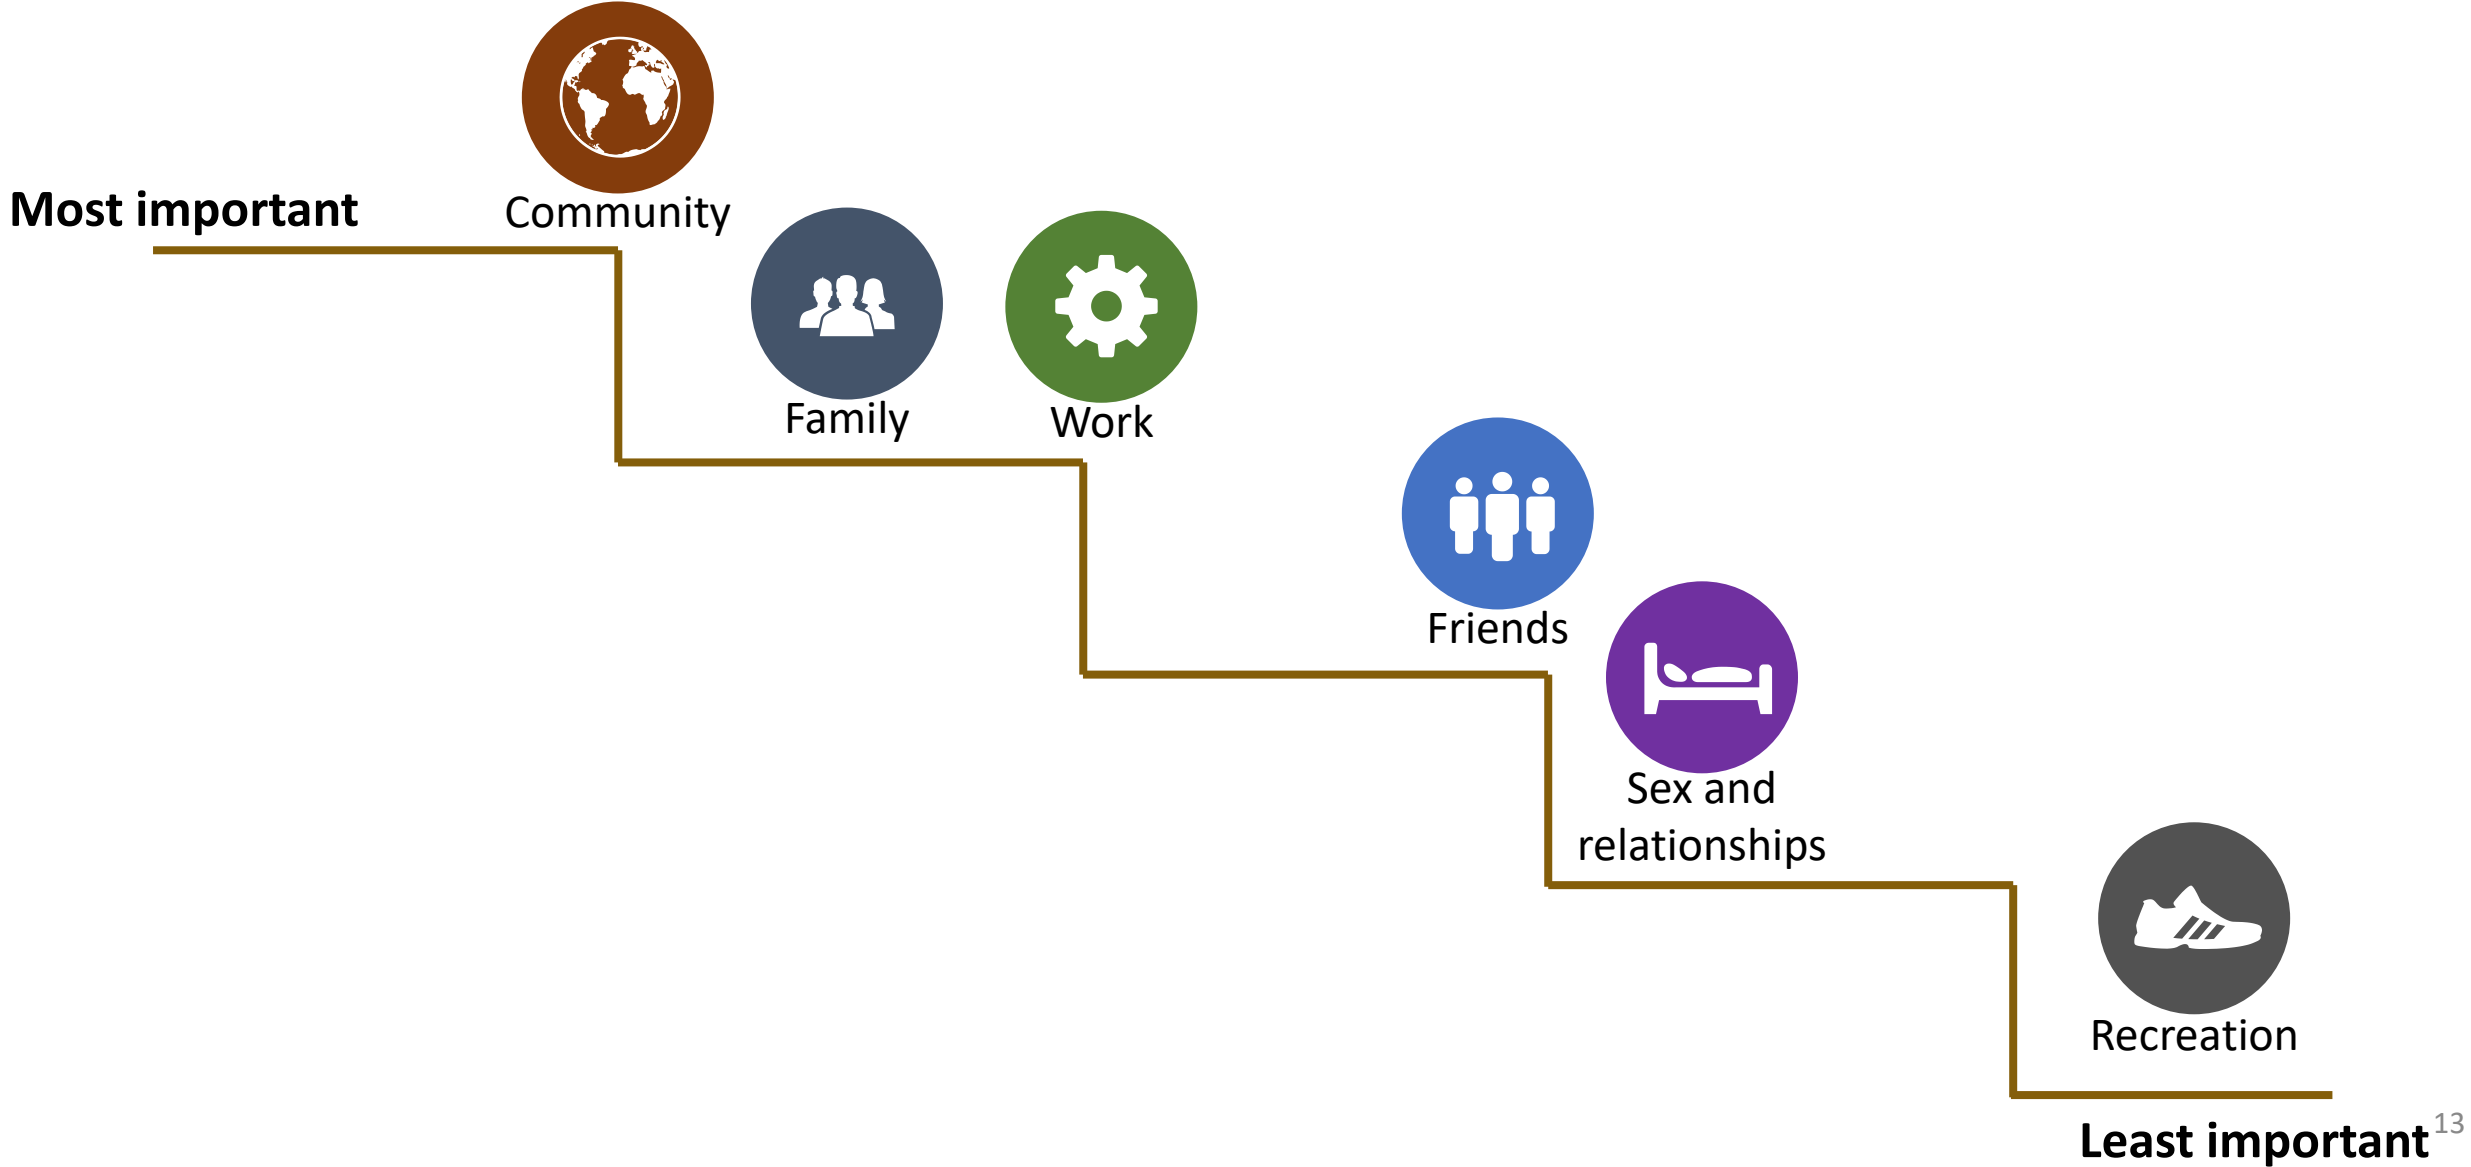 Most important
Community
Family
Work
Friends
Sex and
relationships
Recreation
Least important
13